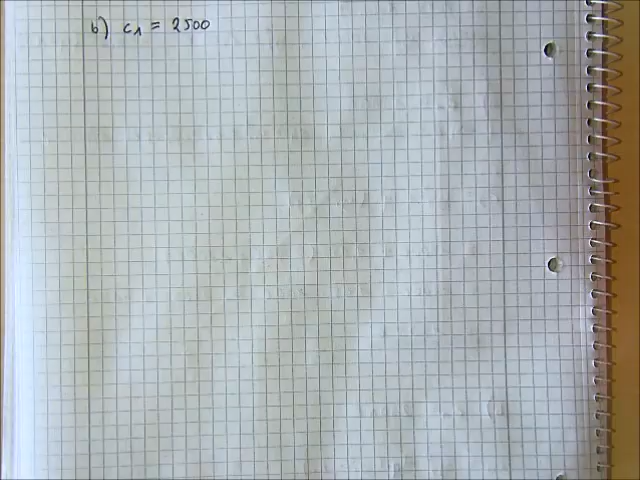 b) c₁ = 2500